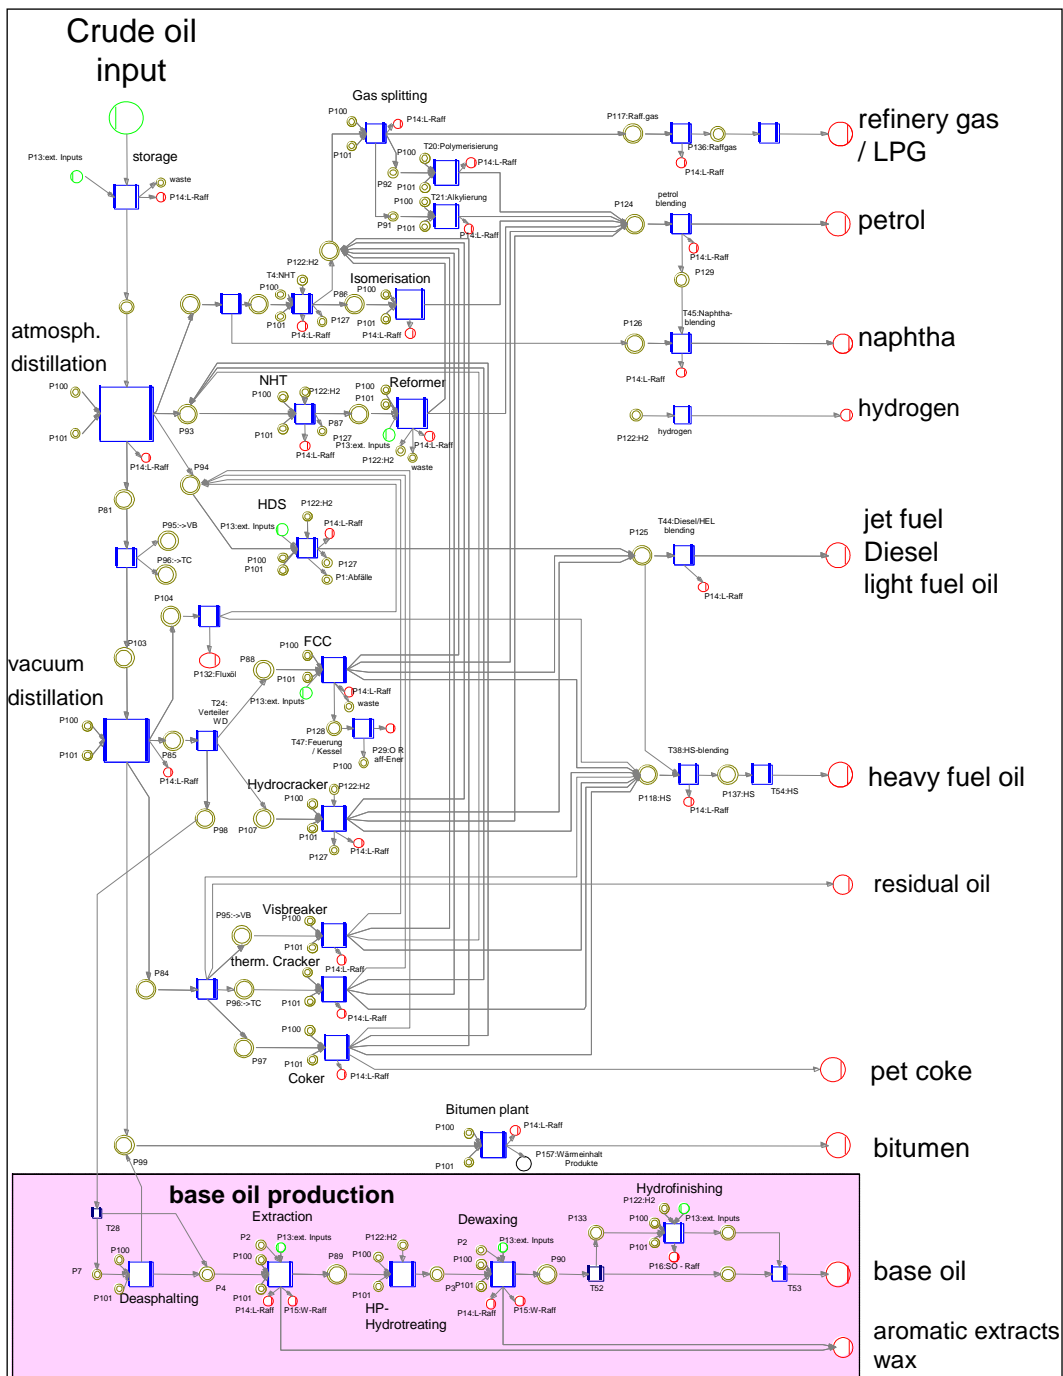 Crude oil
input
P13:ext. Inputs
storage
waste
P14:L-Raff
Gas splitting
P100
P101
P14:L-Raff
P92
P91
P100
P101
T20:Polymerisierung
P14:L-Raff
T21:Alkylierung
P100
P101
P14:L-Raff
P117:Raff.gas
P136:Raffgas
P14:L-Raff
refinery gas
/ LPG
P124
petrol
blending
P14:L-Raff
P129
petrol
P122:H2
T4:NHT
P100
P101
P14:L-Raff
P127
P86
Isomerisation
P100
P101
P14:L-Raff
P126
T45:Naphtha-
blending
P14:L-Raff
naphtha
atmosph.
distillation
P100
P101
P14:L-Raff
P93
NHT
P122:H2
P100
P101
P14:L-Raff
P127
P87
Reformer
P100
P101
P13:ext. Inputs
P14:L-Raff
P122:H2
waste
P122:H2
hydrogen
hydrogen
P94
P81
P95:->VB
P96:->TC
HDS
P122:H2
P13:ext. Inputs
P14:L-Raff
P100
P101
P127
P1:Abfälle
P125
T44:Diesel/HEL
blending
P14:L-Raff
jet fuel
Diesel
light fuel oil
P104
P103
P132:Fluxöl
vacuum
distillation
P100
P101
P85
P14:L-Raff
T24:
Verteiler
WD
P88
FCC
P100
P101
P13:ext. Inputs
P14:L-Raff
waste
P128
T47:Feuerung
/ Kessel
P29:O R
aff-Ener
P100
P98
P107
Hydrocracker
P122:H2
P100
P101
P14:L-Raff
P127
P118:HS
T38:HS-blending
P14:L-Raff
P137:HS
T54:HS
heavy fuel oil
residual oil
P84
P95:->VB
Visbreaker
P100
P101
P14:L-Raff
therm. Cracker
P96:->TC
P100
P101
P14:L-Raff
P97
P100
P101
Coker
P14:L-Raff
pet coke
P99
Bitumen plant
P100
P101
P14:L-Raff
P157:Wärmeinhalt
Produkte
bitumen
base oil production
T28
P7
P100
P101
Deasphalting
P4
Extraction
P2
P13:ext. Inputs
P100
P101
P14:L-Raff
P15:W-Raff
P89
P122:H2
P100
P101
HP-
Hydrotreating
P3
Dewaxing
P2
P13:ext. Inputs
P100
P101
P14:L-Raff
P15:W-Raff
P90
P133
T52
Hydrofinishing
P122:H2
P13:ext. Inputs
P100
P101
P16:SO - Raff
T53
base oil
aromatic extracts
wax